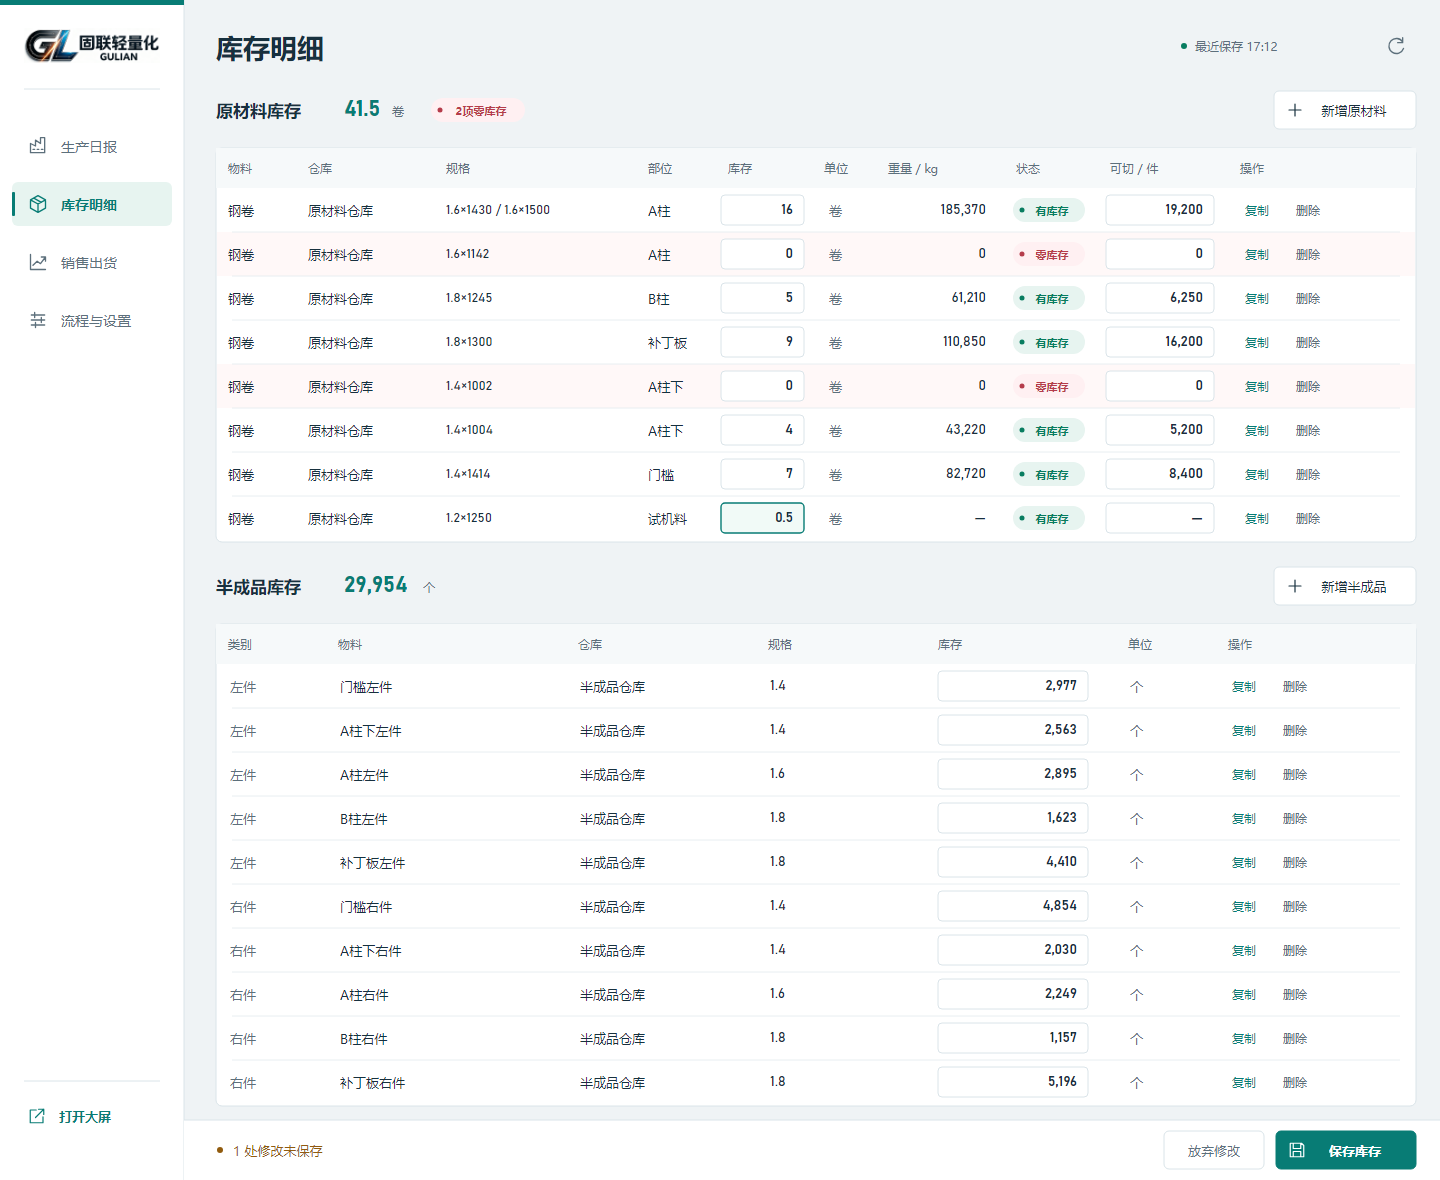 固联轻量化
GULIAN
生产日报
库存明细
销售出货
流程与设置
打开大屏
库存明细
最近保存 17:12
原材料库存 41.5 卷 2项零库存
新增原材料
物料 仓库 规格 部位 库存 单位 重量 / kg 状态 可切 / 件 操作
钢卷 原材料仓库 1.6×1430 / 1.6×1500 A柱 16 卷 185,370 有库存 19,200 复制 删除
钢卷 原材料仓库 1.6×1142 A柱 0 卷 0 零库存 0 复制 删除
钢卷 原材料仓库 1.8×1245 B柱 5 卷 61,210 有库存 6,250 复制 删除
钢卷 原材料仓库 1.8×1300 补丁板 9 卷 110,850 有库存 16,200 复制 删除
钢卷 原材料仓库 1.4×1002 A柱下 0 卷 0 零库存 0 复制 删除
钢卷 原材料仓库 1.4×1004 A柱下 4 卷 43,220 有库存 5,200 复制 删除
钢卷 原材料仓库 1.4×1414 门槛 7 卷 82,720 有库存 8,400 复制 删除
钢卷 原材料仓库 1.2×1250 试机料 0.5 卷 — 有库存 — 复制 删除
半成品库存 29,954 个
新增半成品
类别 物料 仓库 规格 库存 单位 操作
左件 门槛左件 半成品仓库 1.4 2,977 个 复制 删除
左件 A柱下左件 半成品仓库 1.4 2,563 个 复制 删除
左件 A柱左件 半成品仓库 1.6 2,895 个 复制 删除
左件 B柱左件 半成品仓库 1.8 1,623 个 复制 删除
左件 补丁板左件 半成品仓库 1.8 4,410 个 复制 删除
右件 门槛右件 半成品仓库 1.4 4,854 个 复制 删除
右件 A柱下右件 半成品仓库 1.4 2,030 个 复制 删除
右件 A柱右件 半成品仓库 1.6 2,249 个 复制 删除
右件 B柱右件 半成品仓库 1.8 1,157 个 复制 删除
右件 补丁板右件 半成品仓库 1.8 5,196 个 复制 删除
1 处修改未保存
放弃修改
保存库存